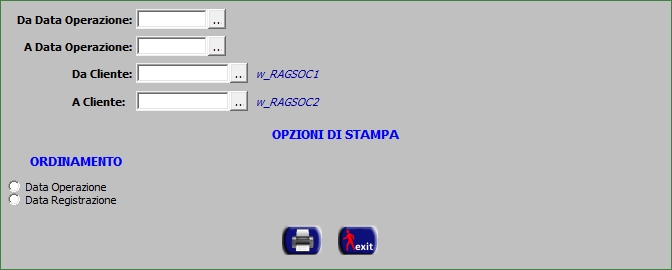 Da Data Operazione: ..
A Data Operazione: ..
Da Cliente: .. w_RAGSOC1
A Cliente: .. w_RAGSOC2
OPZIONI DI STAMPA
ORDINAMENTO
Data Operazione
Data Registrazione
exit